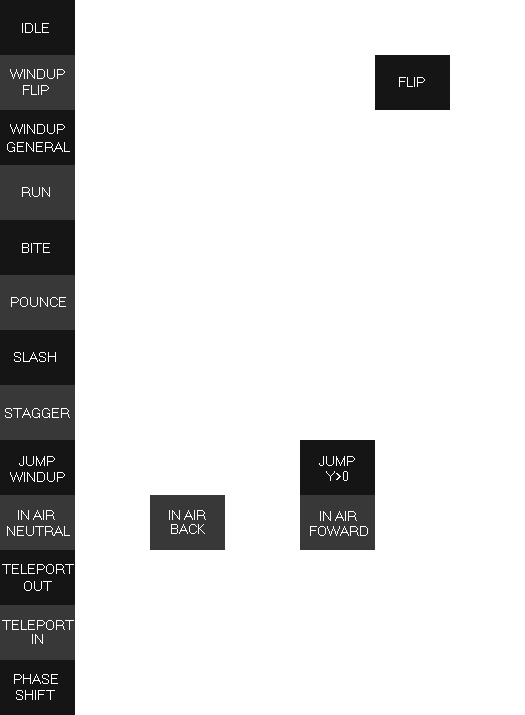 IDLE
WINDUP
FLIP
FLIP
WINDUP
GENERAL
RUN
BITE
POUNCE
SLASH
STAGGER
JUMP
WINDUP
JUMP
Y>0
IN AIR
NEUTRAL
IN AIR
BACK
IN AIR
FOWARD
TELEPORT
OUT
TELEPORT
IN
PHASE
SHIFT